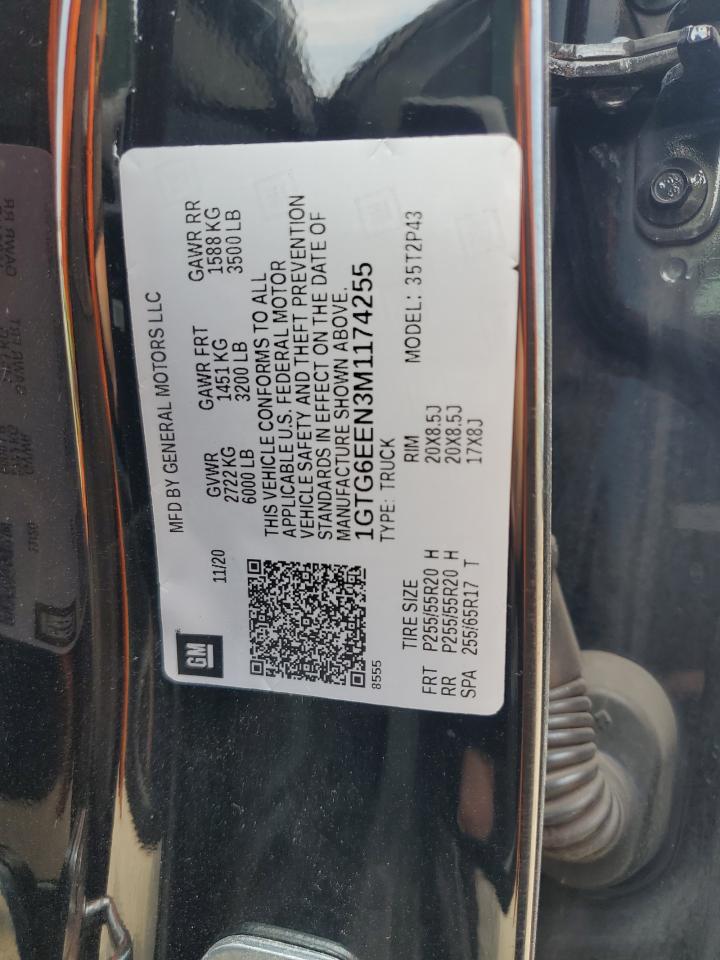 MFD BY GENERAL MOTORS LLC
11/20
GVWR GAWR FRT GAWR RR
2722 KG 1451 KG 1588 KG
6000 LB 3200 LB 3500 LB
THIS VEHICLE CONFORMS TO ALL
APPLICABLE U.S. FEDERAL MOTOR
VEHICLE SAFETY AND THEFT PREVENTION
STANDARDS IN EFFECT ON THE DATE OF
MANUFACTURE SHOWN ABOVE.
1GTG6EEN3M1174255
TYPE: TRUCK MODEL: 35T2P43
GM
8555
TIRE SIZE RIM
FRT P255/55R20 H 20X8.5J
RR P255/55R20 H 20X8.5J
SPA 255/65R17 T 17X8J